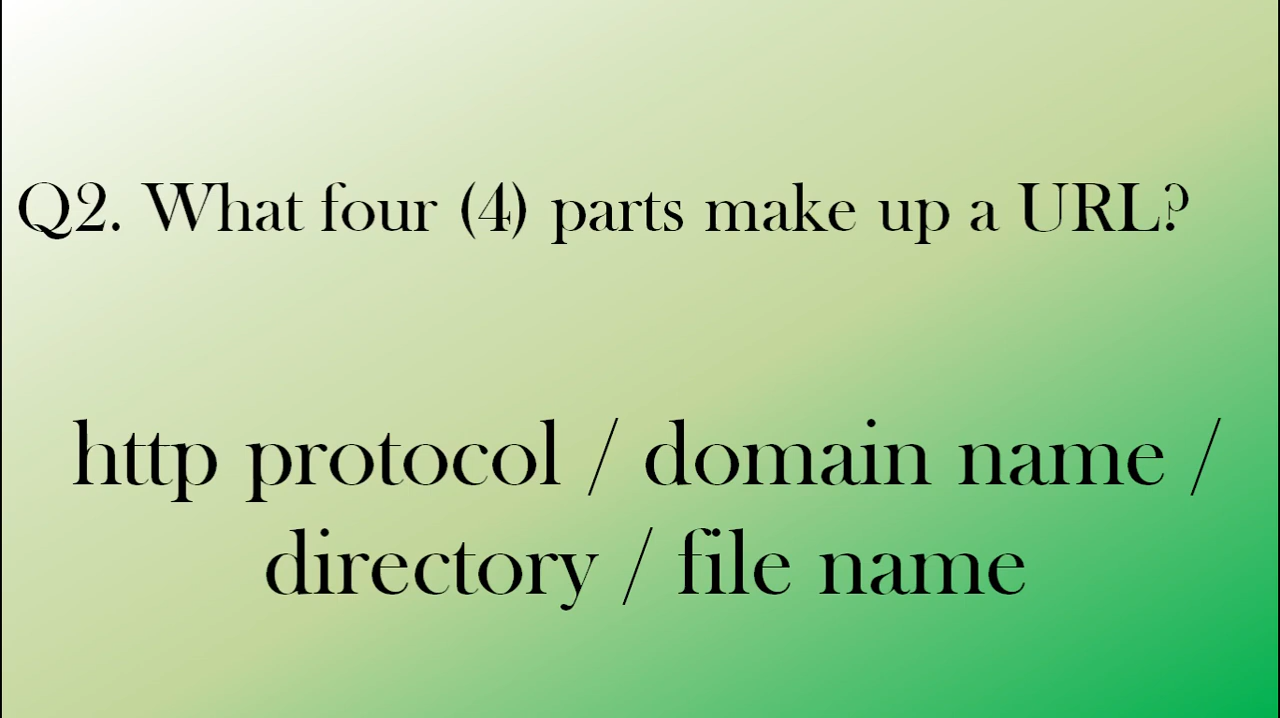 Q2. What four (4) parts make up a URL?
http protocol / domain name /
directory / file name